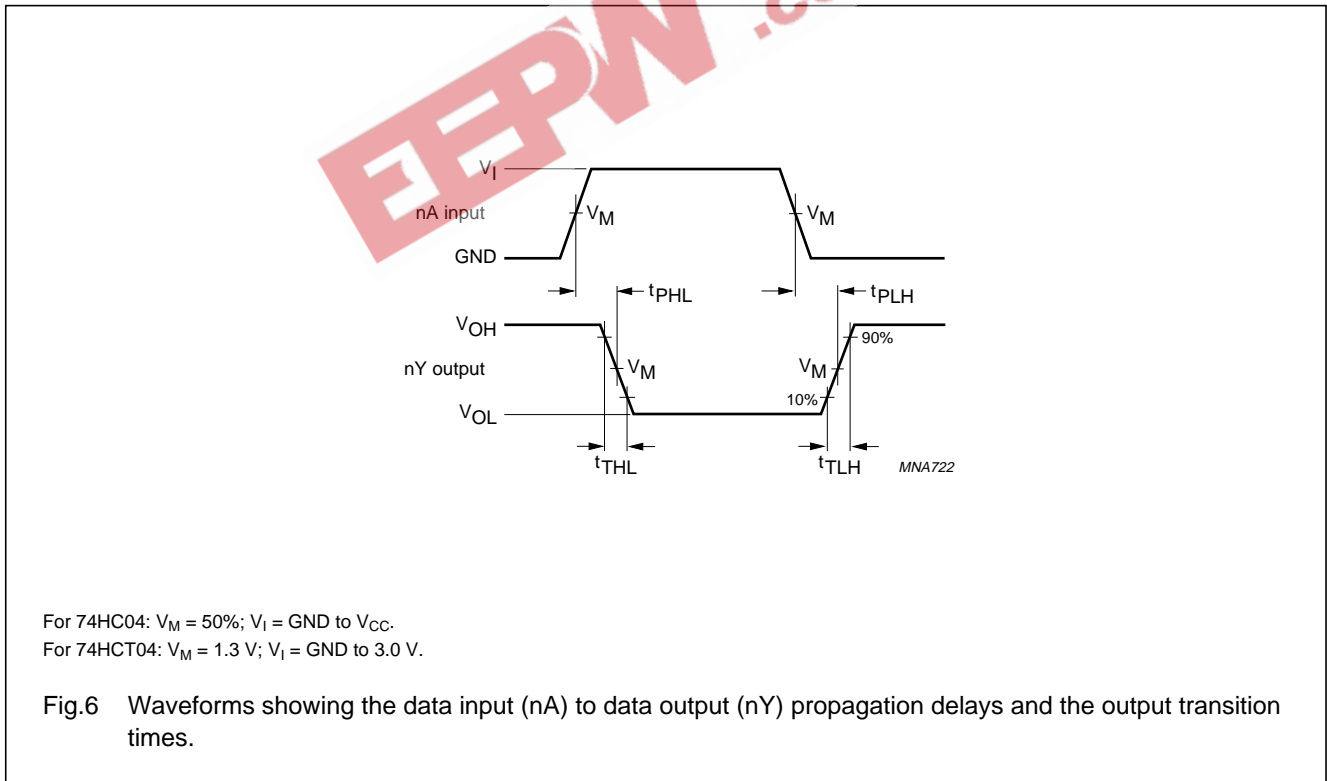 EEPW .co
V_I
nA input
V_M
V_M
GND
t_PHL
t_PLH
V_OH
90%
nY output
V_M
V_M
10%
V_OL
t_THL
t_TLH
MNA722
For 74HC04: V_M = 50%; V_I = GND to V_CC.
For 74HCT04: V_M = 1.3 V; V_I = GND to 3.0 V.
Fig.6 Waveforms showing the data input (nA) to data output (nY) propagation delays and the output transition
times.